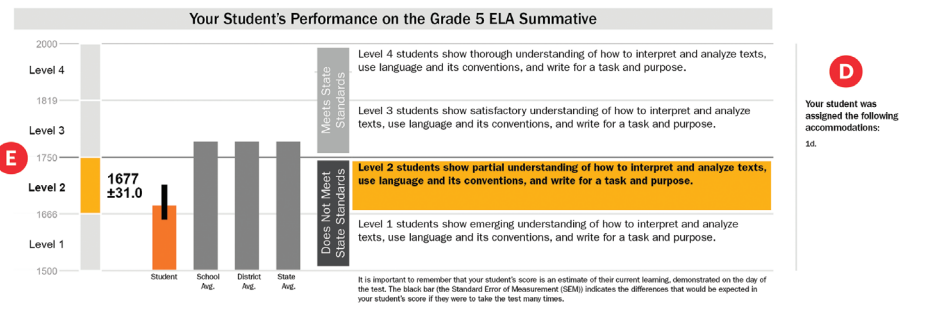 Your Student's Performance on the Grade 5 ELA Summative
2000
Level 4
1819
Level 3
1750
E
Level 2
1666
Level 1
1500
1677
±31.0
Student
School
Avg.
District
Avg.
State
Avg.
Meets State
Standards
Does Not Meet
State Standards
Level 4 students show thorough understanding of how to interpret and analyze texts,
use language and its conventions, and write for a task and purpose.
Level 3 students show satisfactory understanding of how to interpret and analyze
texts, use language and its conventions, and write for a task and purpose.
Level 2 students show partial understanding of how to interpret and analyze texts,
use language and its conventions, and write for a task and purpose.
Level 1 students show emerging understanding of how to interpret and analyze
texts, use language and its conventions, and write for a task and purpose.
It is important to remember that your student's score is an estimate of their current learning, demonstrated on the day of
the test. The black bar (the Standard Error of Measurement (SEM)) indicates the differences that would be expected in
your student's score if they were to take the test many times.
D
Your student was
assigned the following
accommodations:
1d.